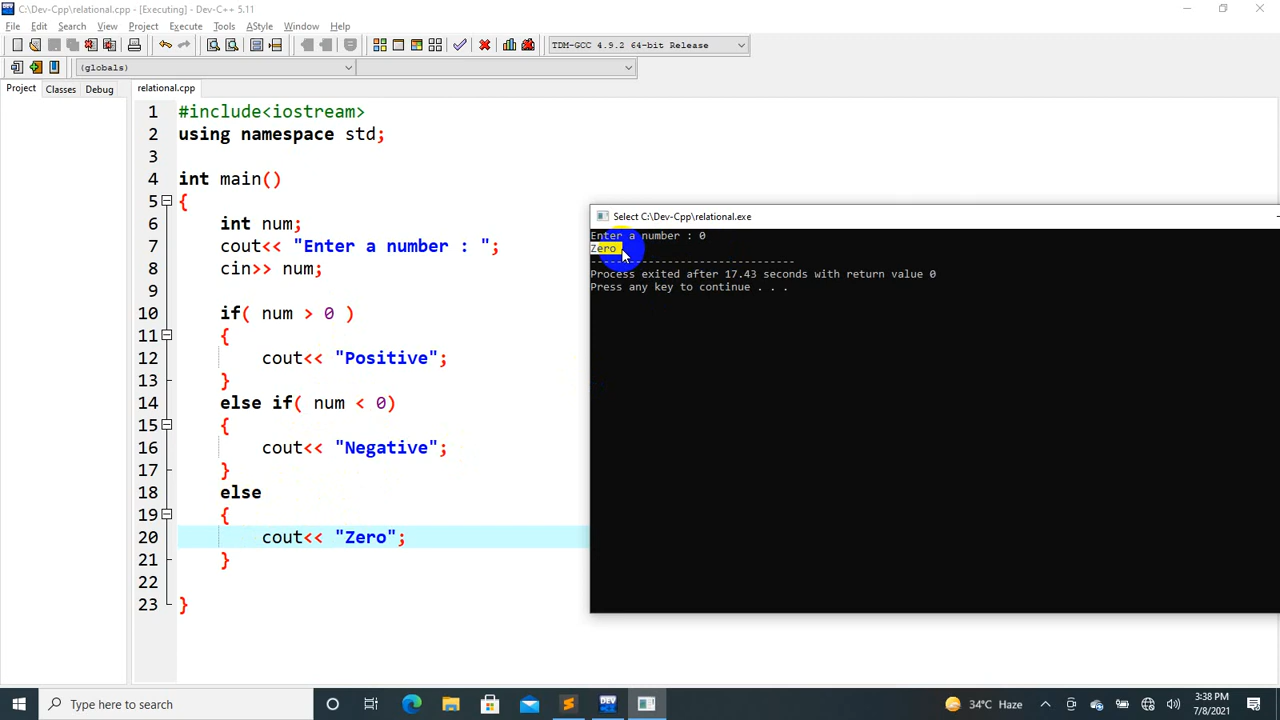 C:\Dev-Cpp\relational.cpp - [Executing] - Dev-C++ 5.11
File Edit Search View Project Execute Tools AStyle Window Help
TDM-GCC 4.9.2 64-bit Release
(globals)
Project Classes Debug
relational.cpp
1 #include<iostream>
2 using namespace std;
3
4 int main()
5 {
6 int num;
7 cout<< "Enter a number : ";
8 cin>> num;
9
10 if( num > 0 )
11 {
12 cout<< "Positive";
13 }
14 else if( num < 0)
15 {
16 cout<< "Negative";
17 }
18 else
19 {
20 cout<< "Zero";
21 }
22
23 }
Select C:\Dev-Cpp\relational.exe
Enter a number : 0
Zero
--------------------------------
Process exited after 17.43 seconds with return value 0
Press any key to continue . . .
Type here to search
DEV
34°C Haze
3:38 PM
7/8/2021